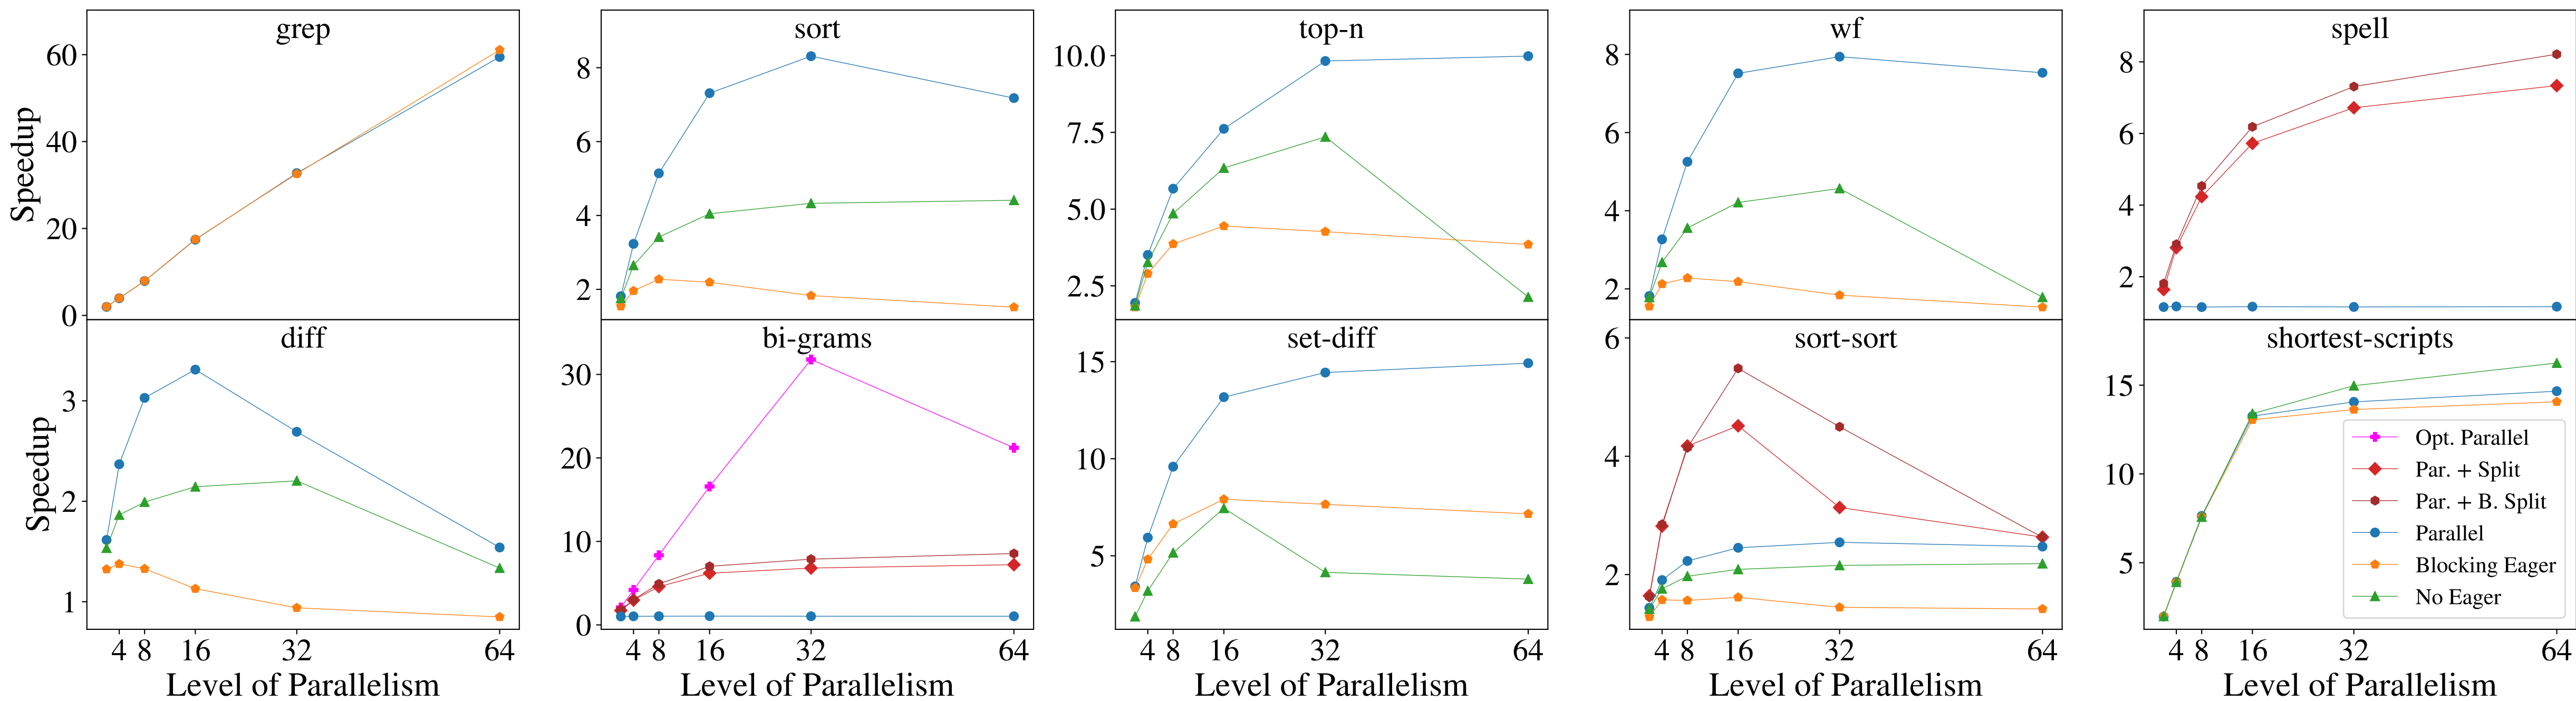 grep
60
40
20
0
Speedup
sort
8
6
4
2
top-n
10.0
7.5
5.0
2.5
wf
8
6
4
2
spell
8
6
4
2
diff
3
2
1
Speedup
4 8 16 32 64
Level of Parallelism
bi-grams
30
20
10
0
4 8 16 32 64
Level of Parallelism
set-diff
15
10
5
4 8 16 32 64
Level of Parallelism
sort-sort
6
4
2
4 8 16 32 64
Level of Parallelism
shortest-scripts
15
10
5
Opt. Parallel
Par. + Split
Par. + B. Split
Parallel
Blocking Eager
No Eager
4 8 16 32 64
Level of Parallelism